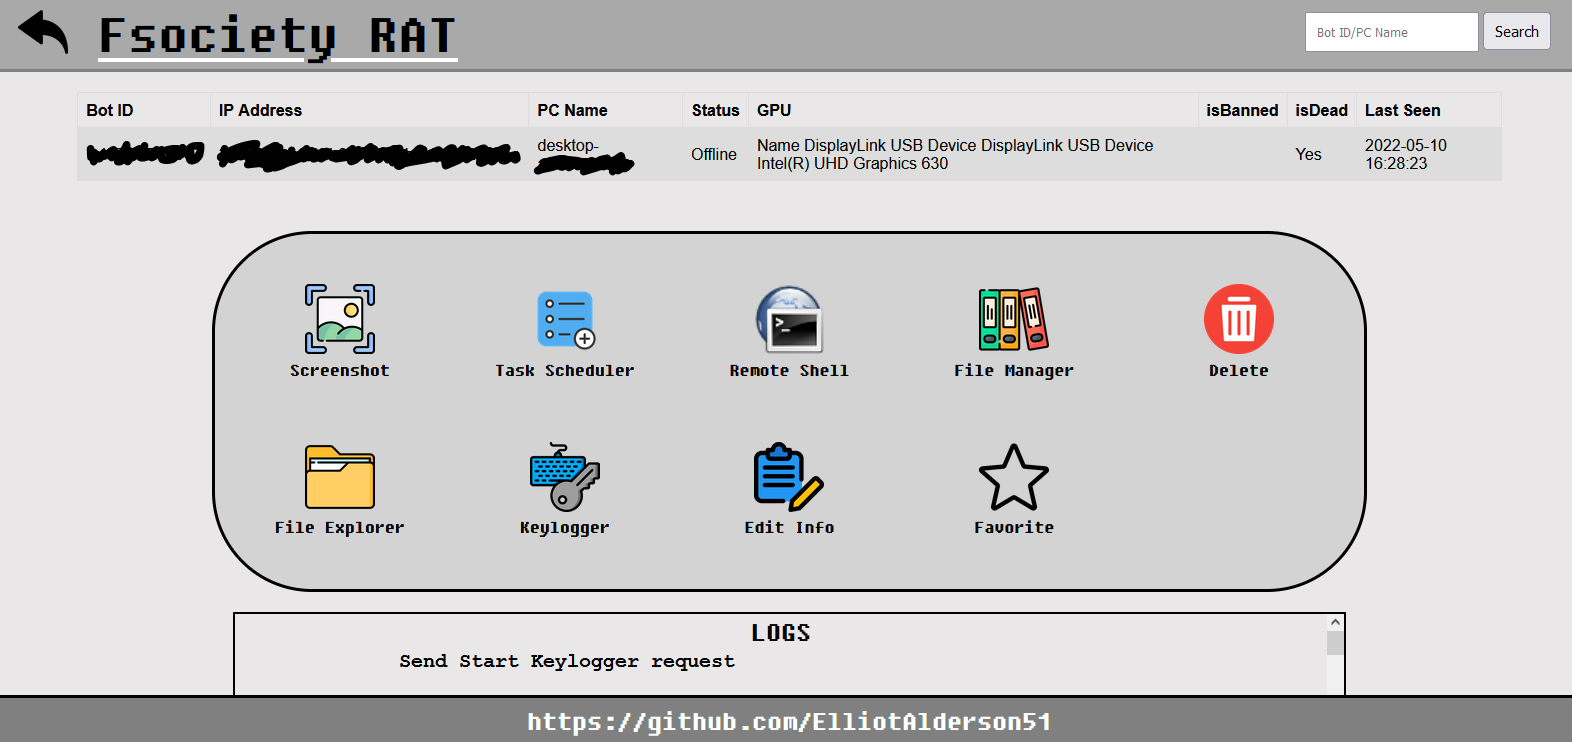 Fsociety RAT
Bot ID/PC Name
Search
Bot ID IP Address PC Name Status GPU isBanned isDead Last Seen
desktop-
Offline
Name DisplayLink USB Device DisplayLink USB Device
Intel(R) UHD Graphics 630
Yes
2022-05-10
16:28:23
Screenshot Task Scheduler Remote Shell File Manager Delete
File Explorer Keylogger Edit Info Favorite
LOGS
Send Start Keylogger request
https://github.com/ElliotAlderson51